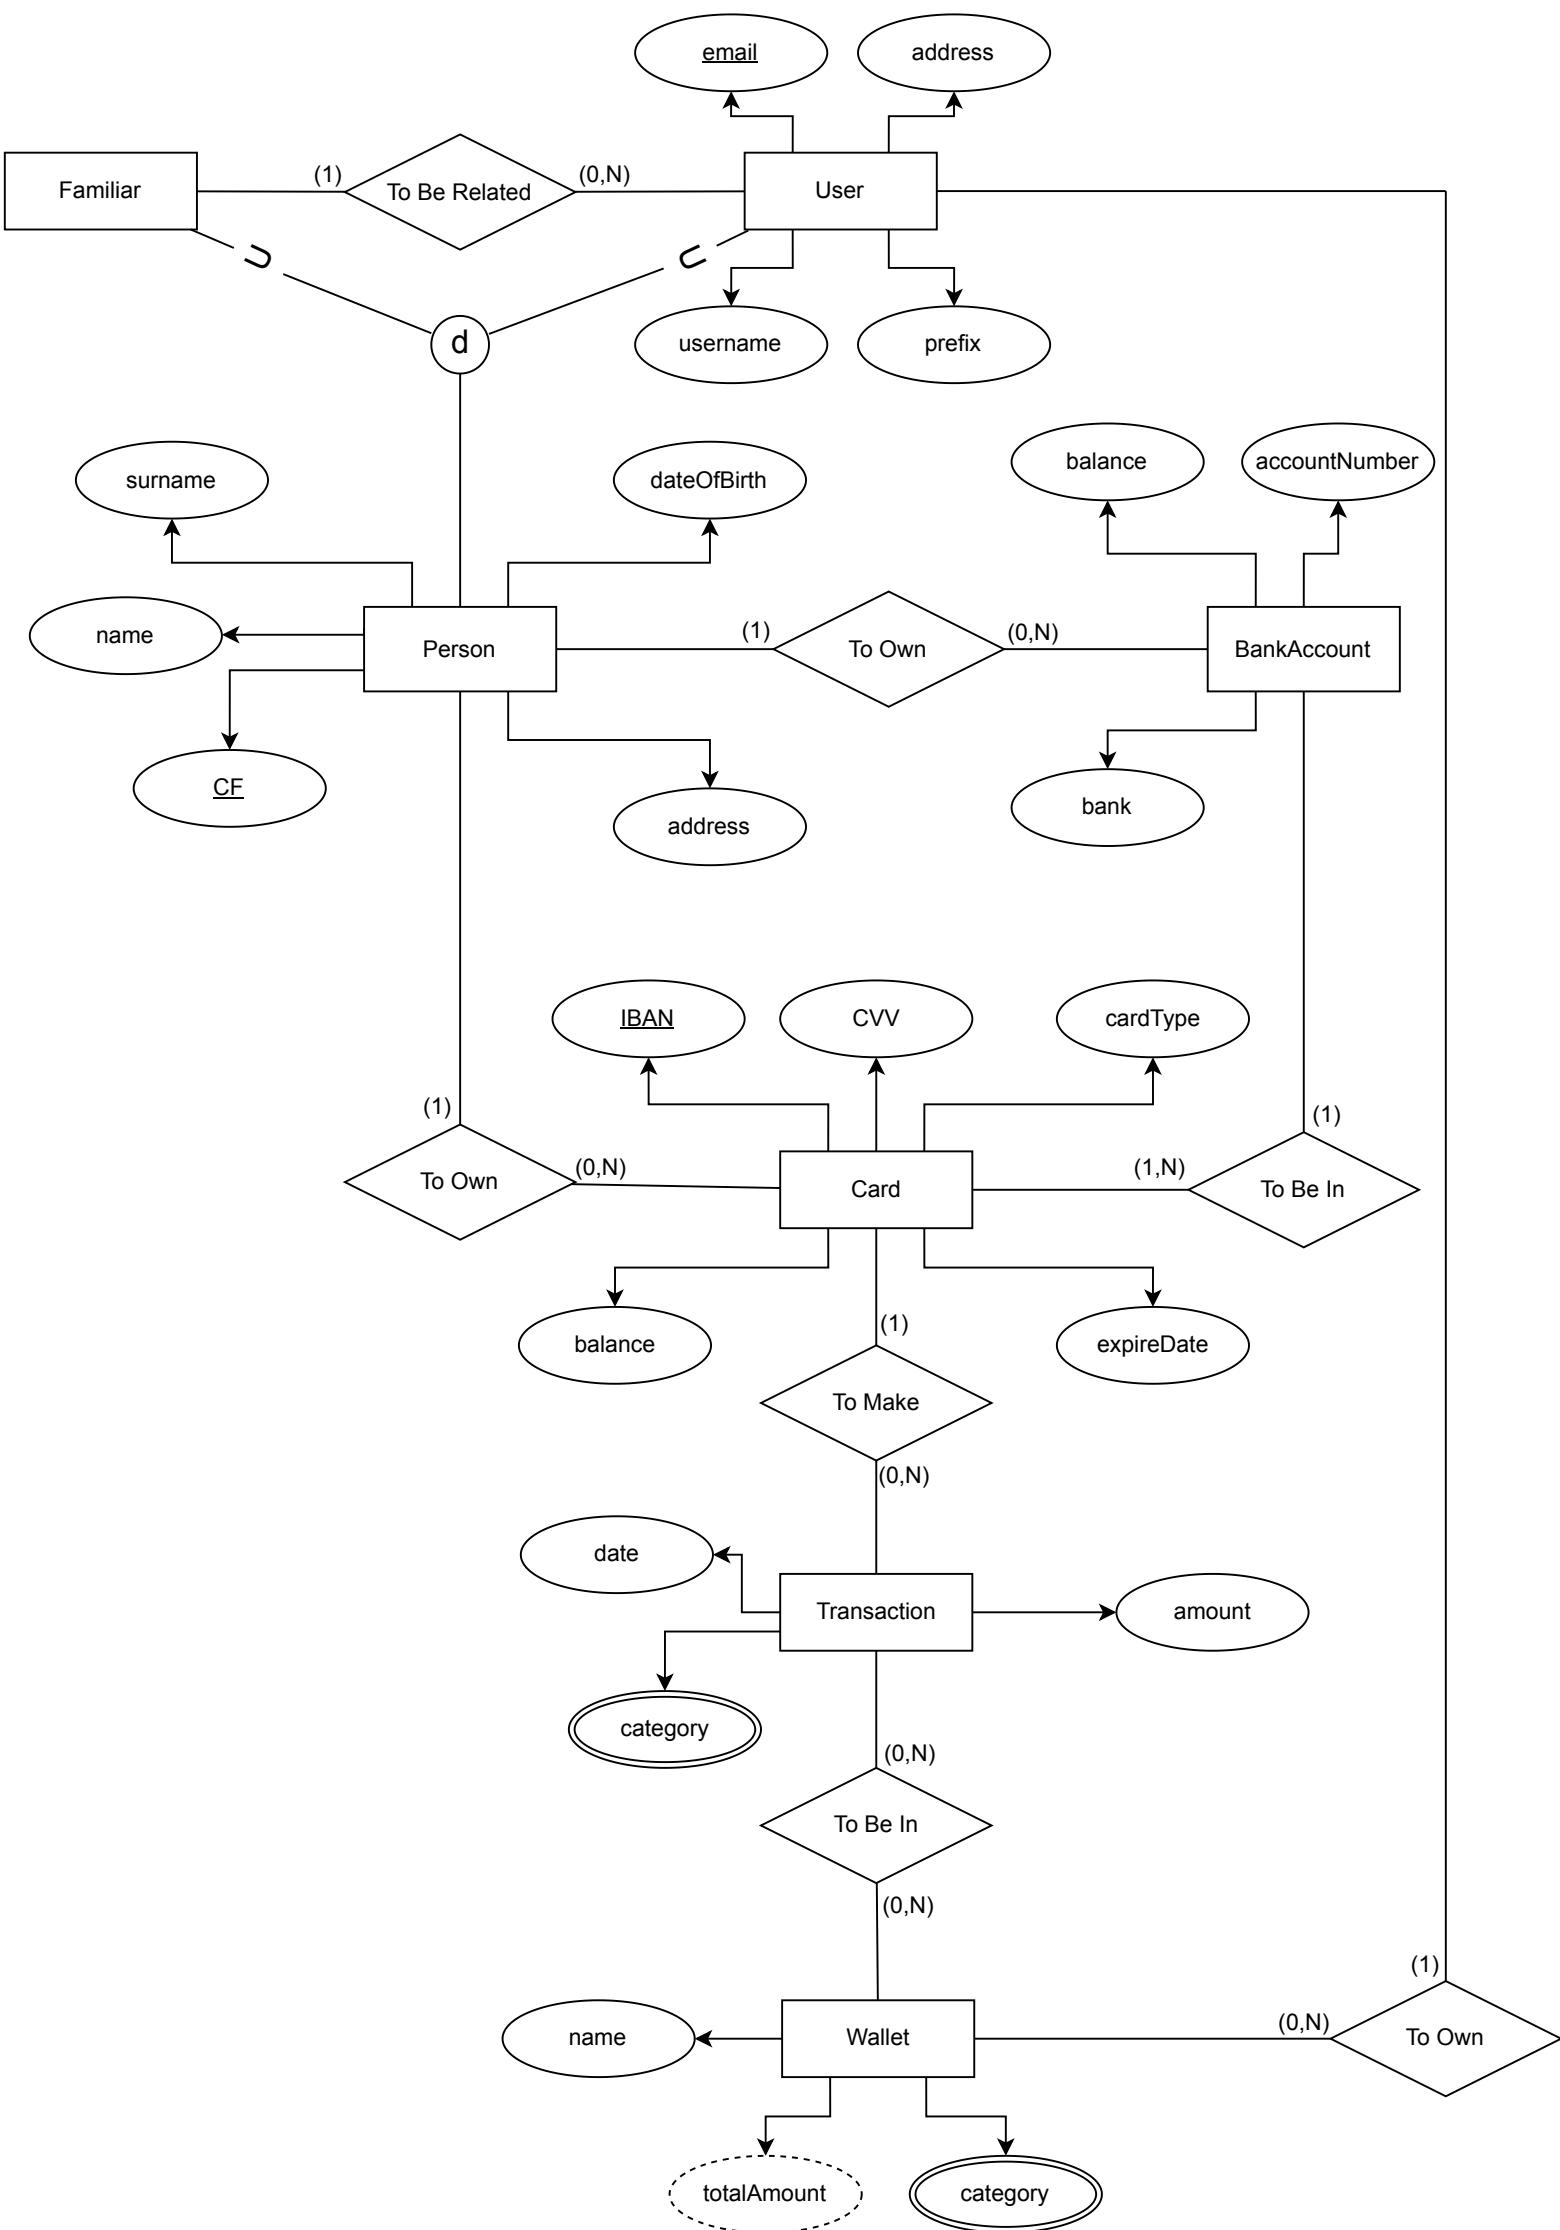 email
address
Familiar
(1)
To Be Related
(0,N)
User
username
prefix
d
surname
dateOfBirth
balance
accountNumber
name
Person
(1)
To Own
(0,N)
BankAccount
CF
address
bank
IBAN
CVV
cardType
(1)
To Own
(0,N)
Card
(1,N)
To Be In
(1)
balance
(1)
expireDate
To Make
(0,N)
date
Transaction
amount
category
(0,N)
To Be In
(0,N)
(1)
name
Wallet
(0,N)
To Own
totalAmount
category